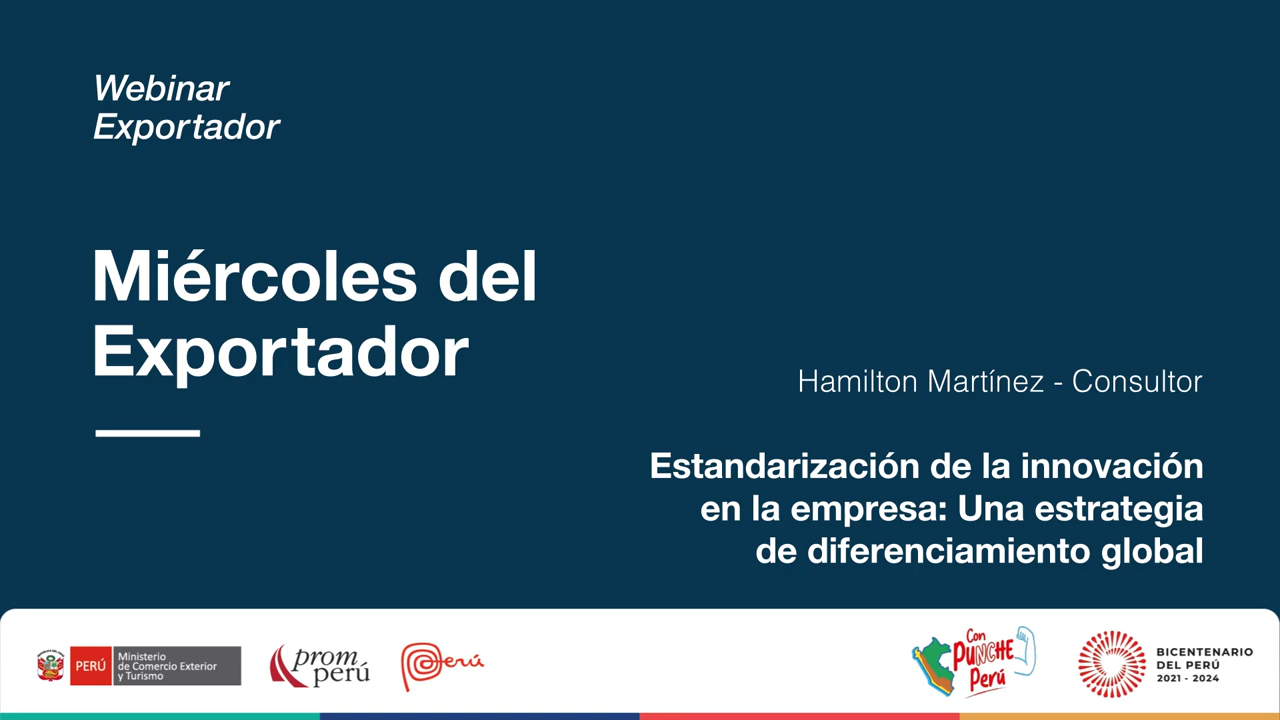 Webinar
Exportador
Miércoles del
Exportador
Hamilton Martínez - Consultor
Estandarización de la innovación
en la empresa: Una estrategia
de diferenciamiento global
PERÚ
Ministerio
de Comercio Exterior
y Turismo
prom
perú
Perú
Con
PUNCHE
Perú
BICENTENARIO
DEL PERÚ
2021 - 2024